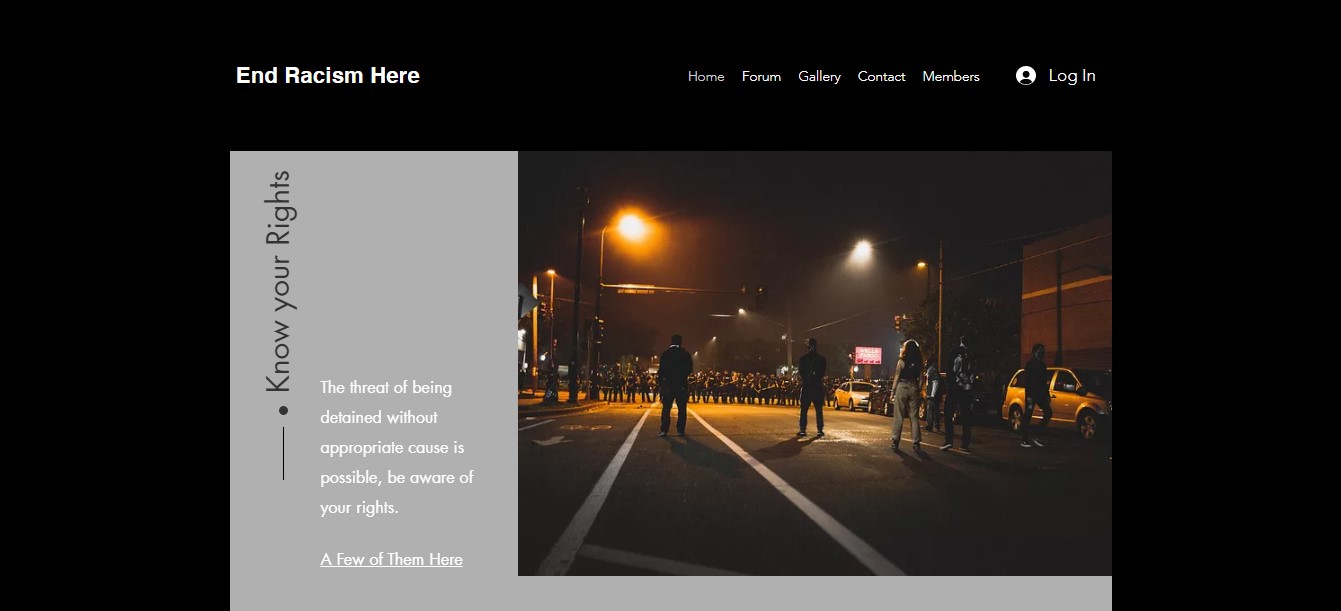 End Racism Here
Home
Forum
Gallery
Contact
Members
Log In
Know your Rights
The threat of being
detained without
appropriate cause is
possible, be aware of
your rights.
A Few of Them Here